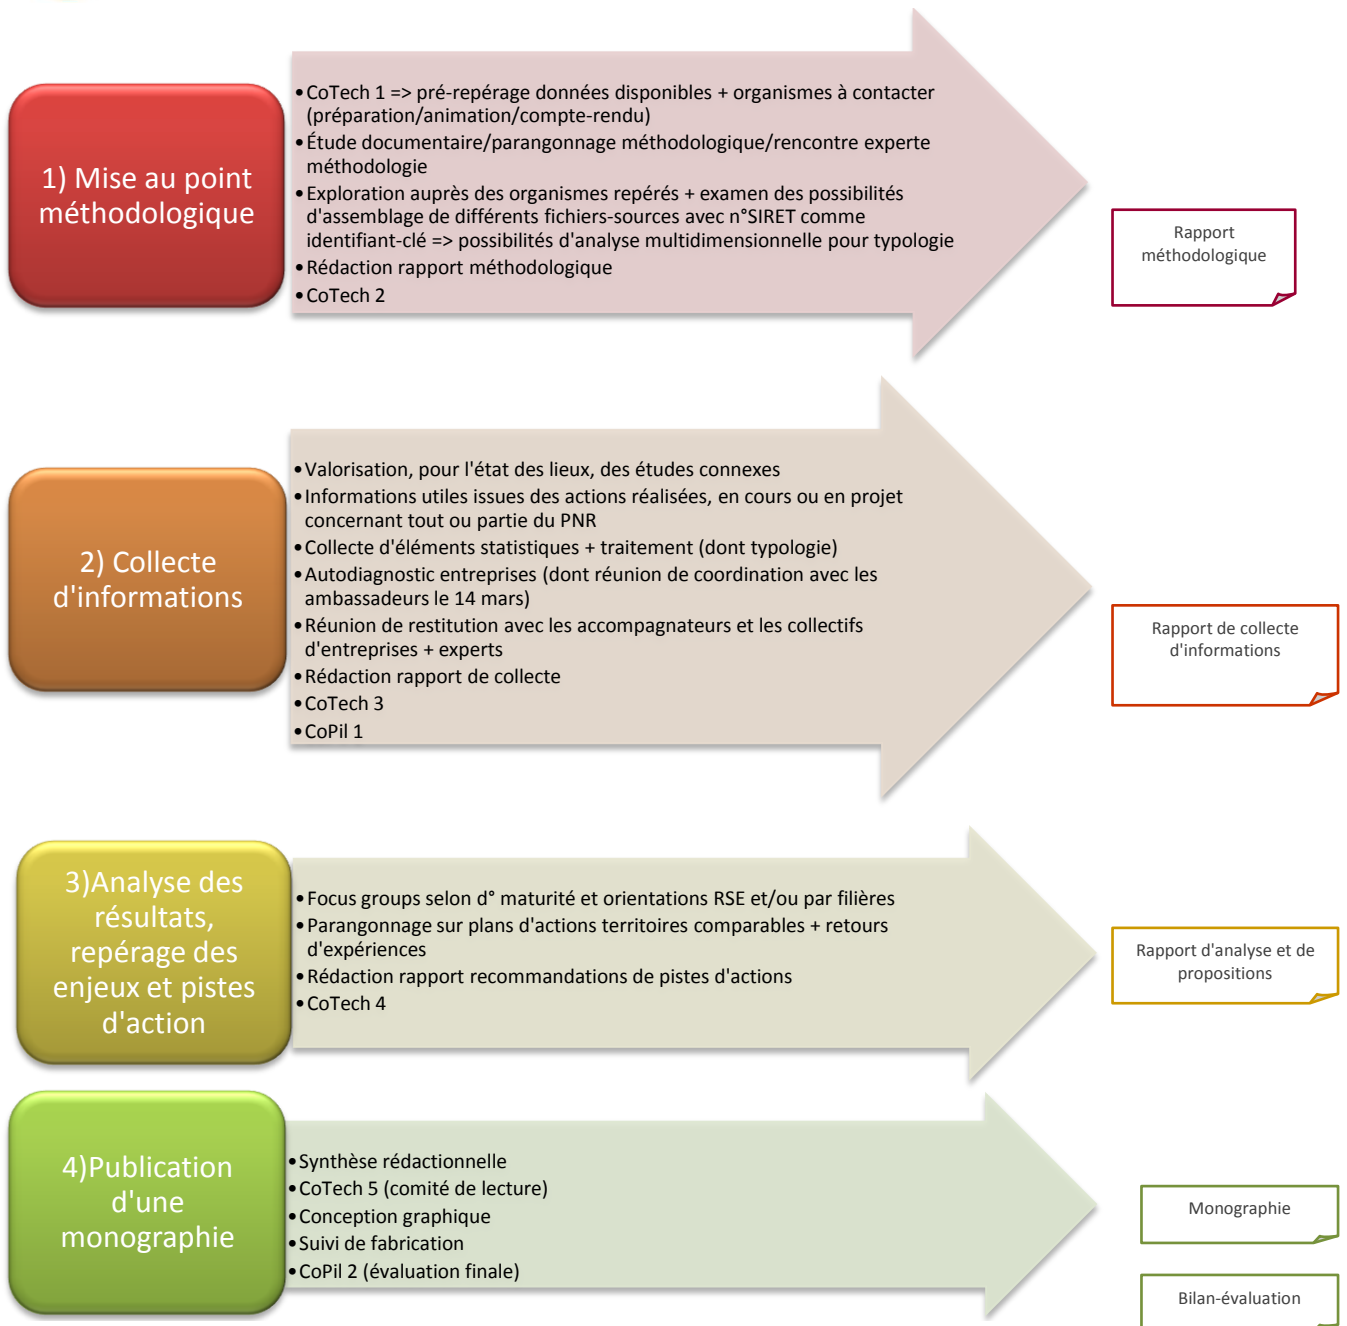 1) Mise au point
méthodologique
•CoTech 1 => pré-repérage données disponibles + organismes à contacter
(préparation/animation/compte-rendu)
•Étude documentaire/parangonnage méthodologique/rencontre experte
méthodologie
•Exploration auprès des organismes repérés + examen des possibilités
d'assemblage de différents fichiers-sources avec n°SIRET comme
identifiant-clé => possibilités d'analyse multidimensionnelle pour typologie
•Rédaction rapport méthodologique
•CoTech 2
Rapport
méthodologique
2) Collecte
d'informations
•Valorisation, pour l'état des lieux, des études connexes
•Informations utiles issues des actions réalisées, en cours ou en projet
concernant tout ou partie du PNR
•Collecte d'éléments statistiques + traitement (dont typologie)
•Autodiagnostic entreprises (dont réunion de coordination avec les
ambassadeurs le 14 mars)
•Réunion de restitution avec les accompagnateurs et les collectifs
d'entreprises + experts
•Rédaction rapport de collecte
•CoTech 3
•CoPil 1
Rapport de collecte
d'informations
3)Analyse des
résultats,
repérage des
enjeux et pistes
d'action
•Focus groups selon d° maturité et orientations RSE et/ou par filières
•Parangonnage sur plans d'actions territoires comparables + retours
d'expériences
•Rédaction rapport recommandations de pistes d'actions
•CoTech 4
Rapport d'analyse et de
propositions
4)Publication
d'une
monographie
•Synthèse rédactionnelle
•CoTech 5 (comité de lecture)
•Conception graphique
•Suivi de fabrication
•CoPil 2 (évaluation finale)
Monographie
Bilan-évaluation